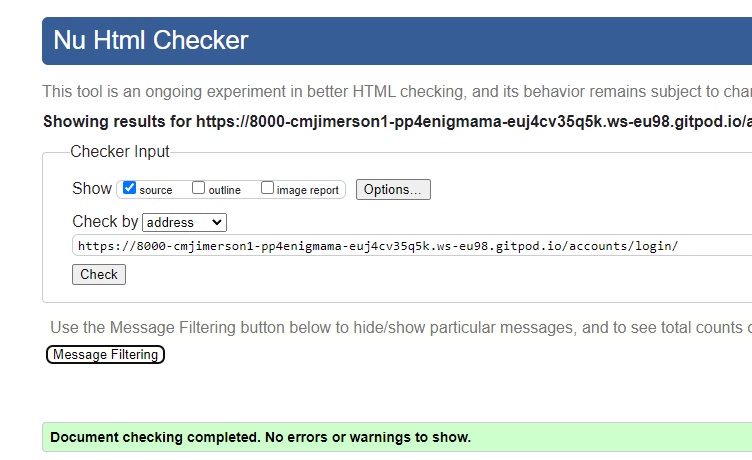 Nu Html Checker
This tool is an ongoing experiment in better HTML checking, and its behavior remains subject to
Showing results for https://8000-cmjimerson1-pp4enigmama-euj4cv35q5k.ws-eu98.gitpod.io/a
Checker Input
Show source outline image report Options...
Check by address
https://8000-cmjimerson1-pp4enigmama-euj4cv35q5k.ws-eu98.gitpod.io/accounts/login/
Check
Use the Message Filtering button below to hide/show particular messages, and to see total counts
Message Filtering
Document checking completed. No errors or warnings to show.